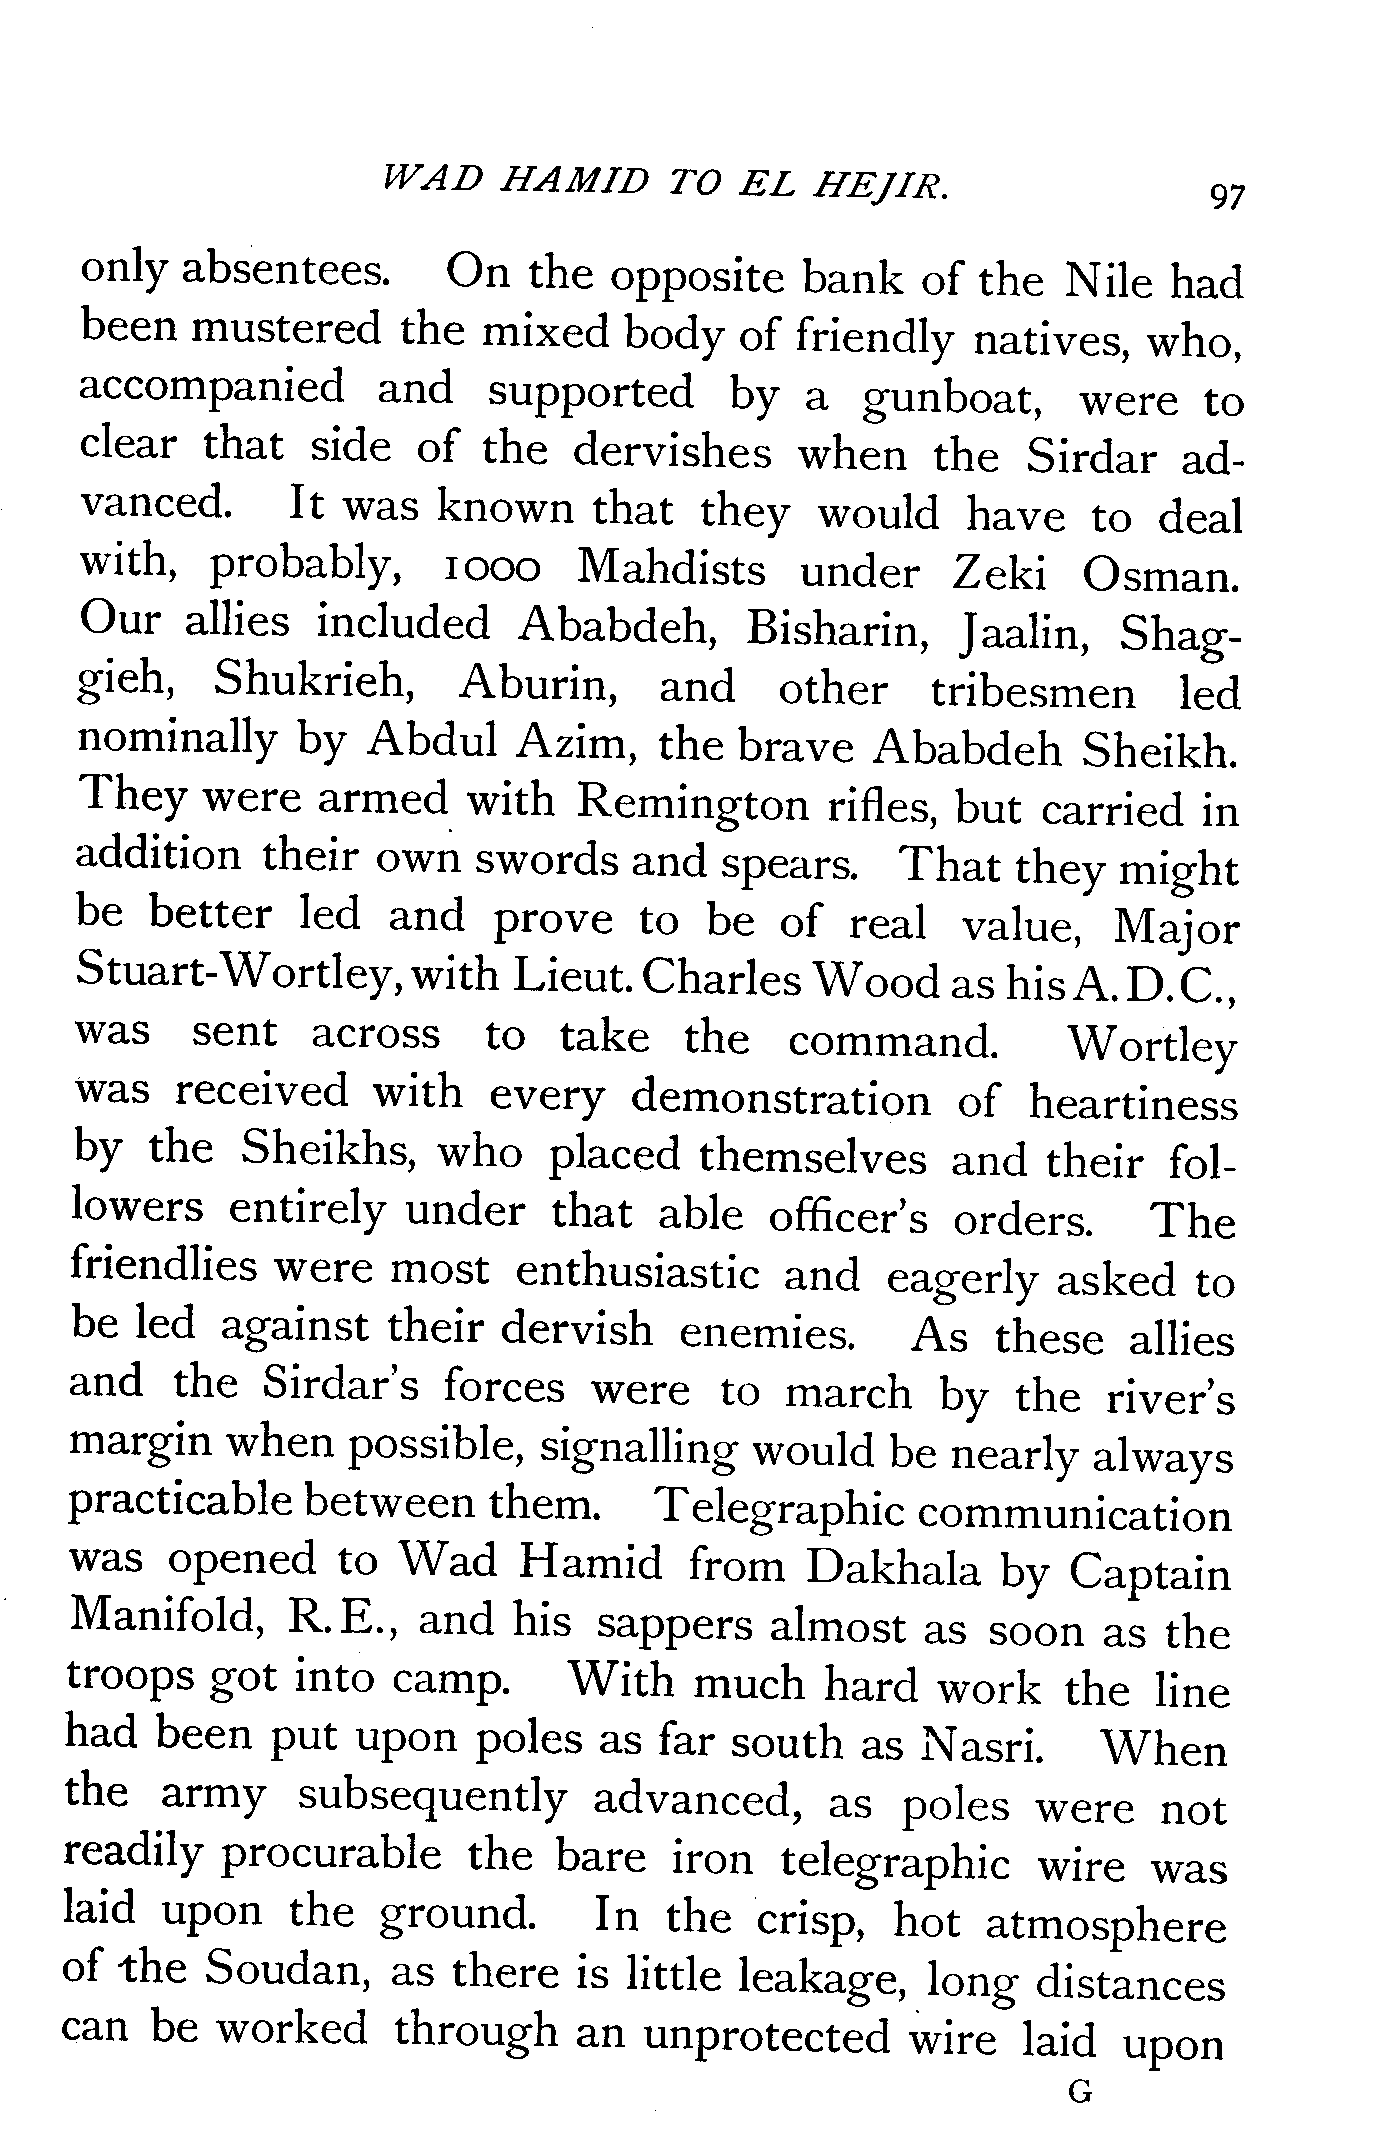 WAD HAMID TO EL HEJIR. 97
only absentees. On the opposite bank of the Nile had
been mustered the mixed body of friendly natives, who,
accompanied and supported by a gunboat, were to
clear that side of the dervishes when the Sirdar ad-
vanced. It was known that they would have to deal
with, probably, 1000 Mahdists under Zeki Osman.
Our allies included Ababdeh, Bisharin, Jaalin, Shag-
gieh, Shukrieh, Aburin, and other tribesmen led
nominally by Abdul Azim, the brave Ababdeh Sheikh.
They were armed with Remington rifles, but carried in
addition their own swords and spears. That they might
be better led and prove to be of real value, Major
Stuart-Wortley, with Lieut. Charles Wood as his A.D.C.,
was sent across to take the command. Wortley
was received with every demonstration of heartiness
by the Sheikhs, who placed themselves and their fol-
lowers entirely under that able officer's orders. The
friendlies were most enthusiastic and eagerly asked to
be led against their dervish enemies. As these allies
and the Sirdar's forces were to march by the river's
margin when possible, signalling would be nearly always
practicable between them. Telegraphic communication
was opened to Wad Hamid from Dakhala by Captain
Manifold, R.E., and his sappers almost as soon as the
troops got into camp. With much hard work the line
had been put upon poles as far south as Nasri. When
the army subsequently advanced, as poles were not
readily procurable the bare iron telegraphic wire was
laid upon the ground. In the crisp, hot atmosphere
of the Soudan, as there is little leakage, long distances
can be worked through an unprotected wire laid upon
G